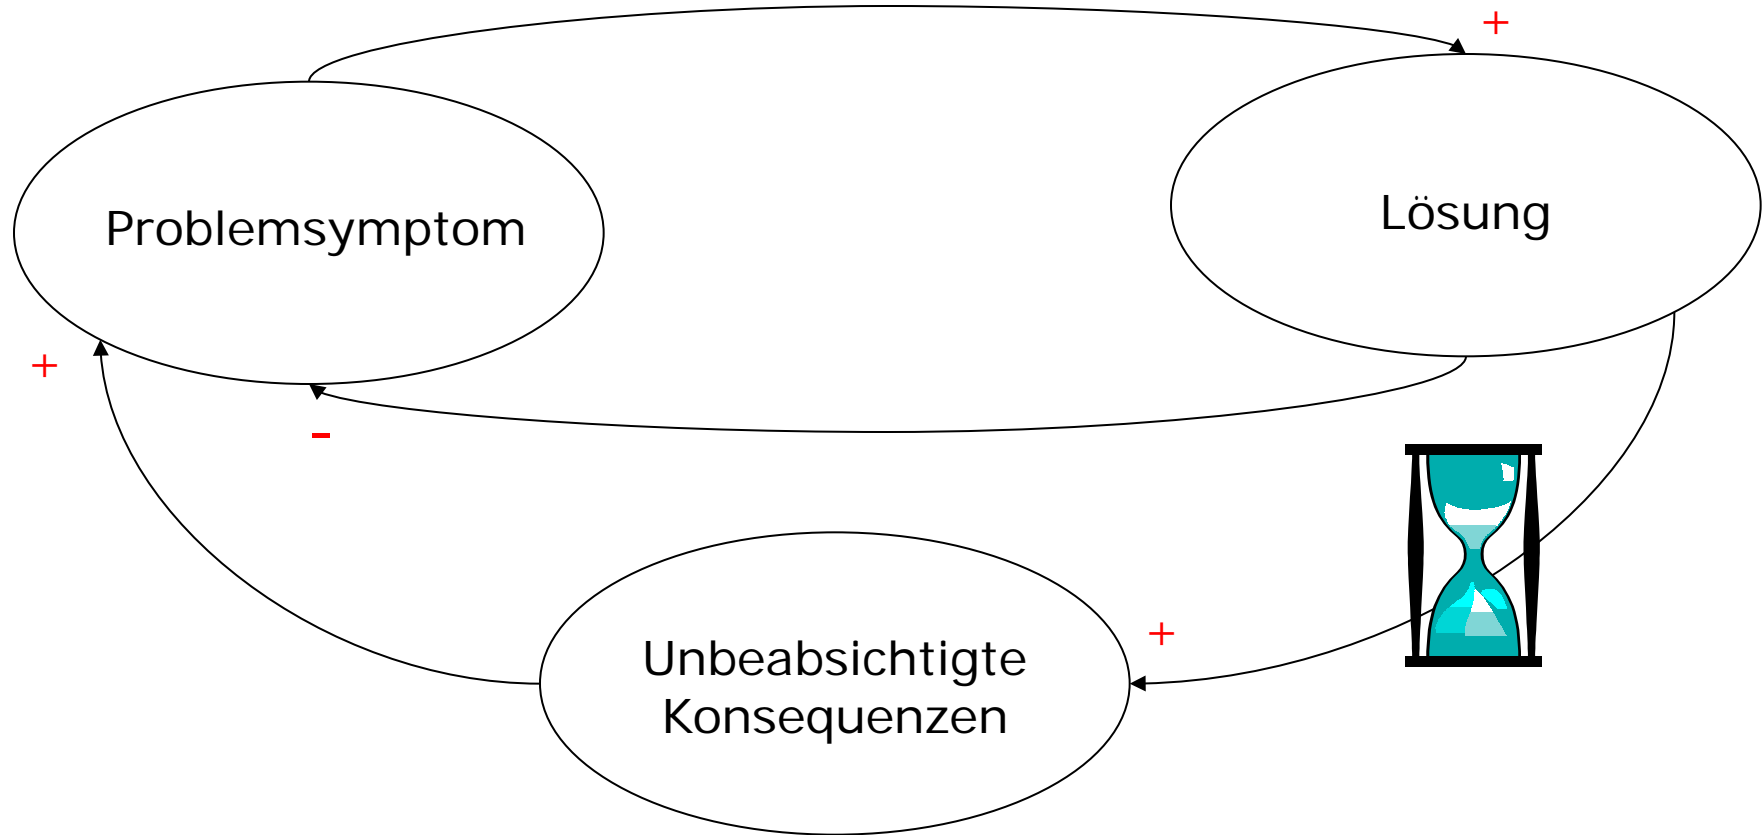 +
Problemsymptom
Lösung
+
-
+
Unbeabsichtigte
Konsequenzen